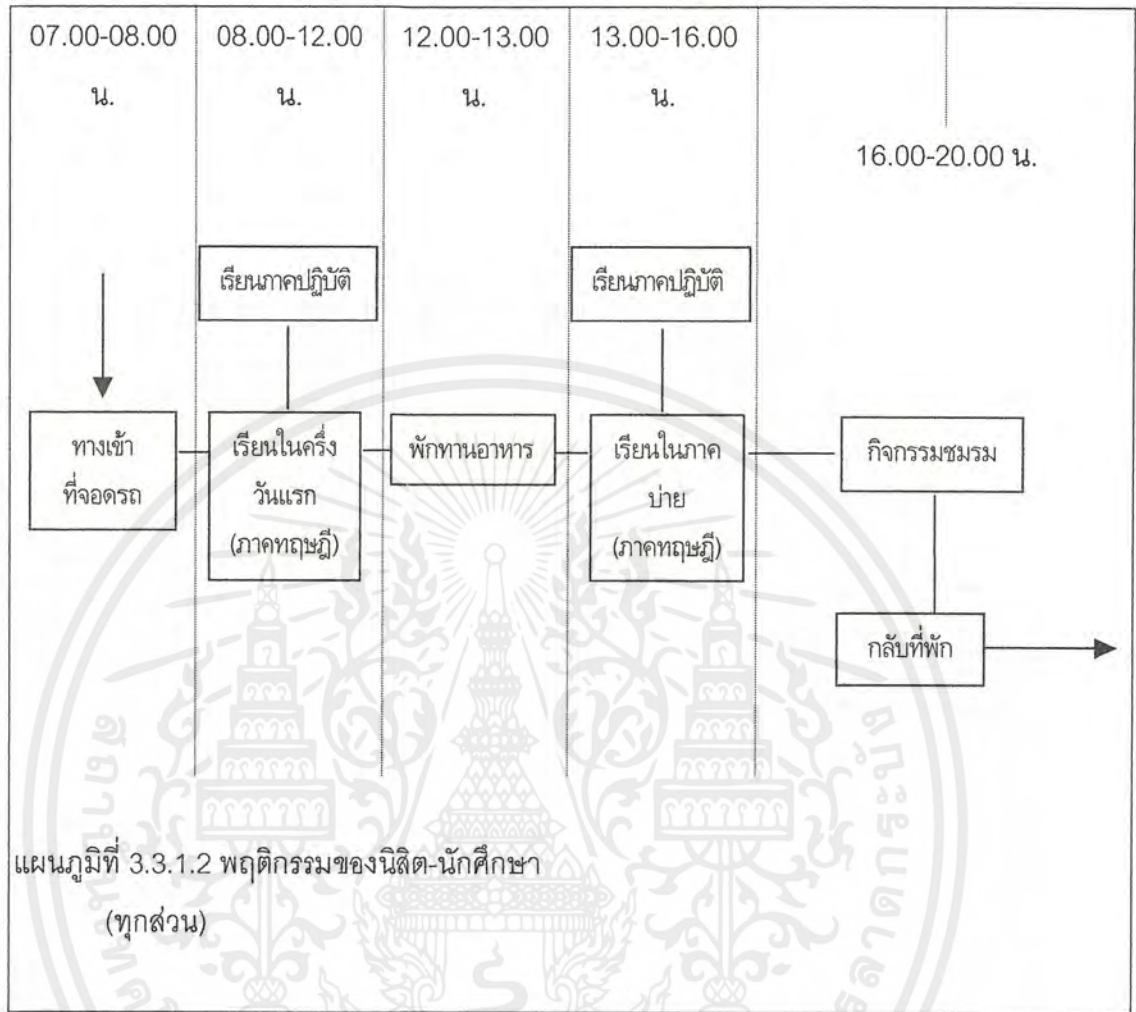 07.00-08.00 08.00-12.00 12.00-13.00 13.00-16.00
น. น. น. น.
16.00-20.00 น.
เรียนภาคปฏิบัติ เรียนภาคปฏิบัติ
ทางเข้า
ที่จอดรถ
เรียนในครึ่ง
วันแรก
(ภาคทฤษฎี)
พักทานอาหาร
เรียนในภาค
บ่าย
(ภาคทฤษฎี)
กิจกรรมชมรม
กลับที่พัก
แผนภูมิที่ 3.3.1.2 พฤติกรรมของนิสิต-นักศึกษา
(ทุกส่วน)